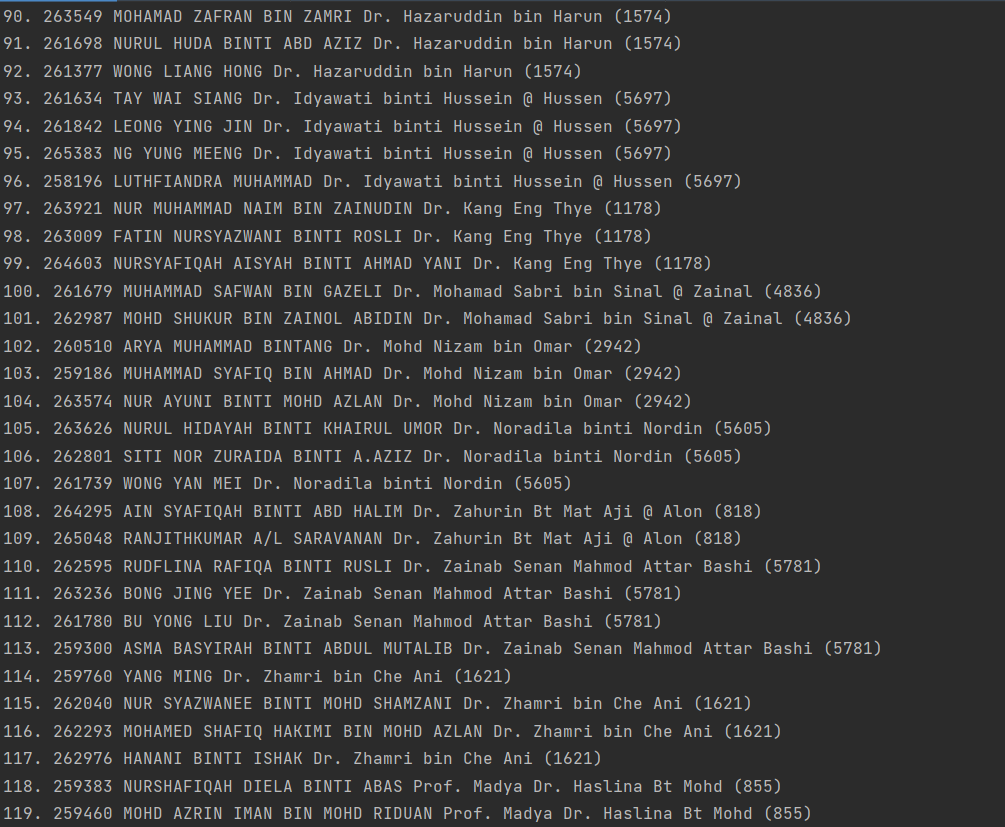 90. 263549 MOHAMAD ZAFRAN BIN ZAMRI Dr. Hazaruddin bin Harun (1574)
91. 261698 NURUL HUDA BINTI ABD AZIZ Dr. Hazaruddin bin Harun (1574)
92. 261377 WONG LIANG HONG Dr. Hazaruddin bin Harun (1574)
93. 261634 TAY WAI SIANG Dr. Idyawati binti Hussein @ Hussen (5697)
94. 261842 LEONG YING JIN Dr. Idyawati binti Hussein @ Hussen (5697)
95. 265383 NG YUNG MEENG Dr. Idyawati binti Hussein @ Hussen (5697)
96. 258196 LUTHFIANDRA MUHAMMAD Dr. Idyawati binti Hussein @ Hussen (5697)
97. 263921 NUR MUHAMMAD NAIM BIN ZAINUDIN Dr. Kang Eng Thye (1178)
98. 263009 FATIN NURSYAZWANI BINTI ROSLI Dr. Kang Eng Thye (1178)
99. 264603 NURSYAFIQAH AISYAH BINTI AHMAD YANI Dr. Kang Eng Thye (1178)
100. 261679 MUHAMMAD SAFWAN BIN GAZELI Dr. Mohamad Sabri bin Sinal @ Zainal (4836)
101. 262987 MOHD SHUKUR BIN ZAINOL ABIDIN Dr. Mohamad Sabri bin Sinal @ Zainal (4836)
102. 260510 ARYA MUHAMMAD BINTANG Dr. Mohd Nizam bin Omar (2942)
103. 259186 MUHAMMAD SYAFIQ BIN AHMAD Dr. Mohd Nizam bin Omar (2942)
104. 263574 NUR AYUNI BINTI MOHD AZLAN Dr. Mohd Nizam bin Omar (2942)
105. 263626 NURUL HIDAYAH BINTI KHAIRUL UMOR Dr. Noradila binti Nordin (5605)
106. 262801 SITI NOR ZURAIDA BINTI A.AZIZ Dr. Noradila binti Nordin (5605)
107. 261739 WONG YAN MEI Dr. Noradila binti Nordin (5605)
108. 264295 AIN SYAFIQAH BINTI ABD HALIM Dr. Zahurin Bt Mat Aji @ Alon (818)
109. 265048 RANJITHKUMAR A/L SARAVANAN Dr. Zahurin Bt Mat Aji @ Alon (818)
110. 262595 RUDFLINA RAFIQA BINTI RUSLI Dr. Zainab Senan Mahmod Attar Bashi (5781)
111. 263236 BONG JING YEE Dr. Zainab Senan Mahmod Attar Bashi (5781)
112. 261780 BU YONG LIU Dr. Zainab Senan Mahmod Attar Bashi (5781)
113. 259300 ASMA BASYIRAH BINTI ABDUL MUTALIB Dr. Zainab Senan Mahmod Attar Bashi (5781)
114. 259760 YANG MING Dr. Zhamri bin Che Ani (1621)
115. 262040 NUR SYAZWANEE BINTI MOHD SHAMZANI Dr. Zhamri bin Che Ani (1621)
116. 262293 MOHAMED SHAFIQ HAKIMI BIN MOHD AZLAN Dr. Zhamri bin Che Ani (1621)
117. 262976 HANANI BINTI ISHAK Dr. Zhamri bin Che Ani (1621)
118. 259383 NURSHAFIQAH DIELA BINTI ABAS Prof. Madya Dr. Haslina Bt Mohd (855)
119. 259460 MOHD AZRIN IMAN BIN MOHD RIDUAN Prof. Madya Dr. Haslina Bt Mohd (855)